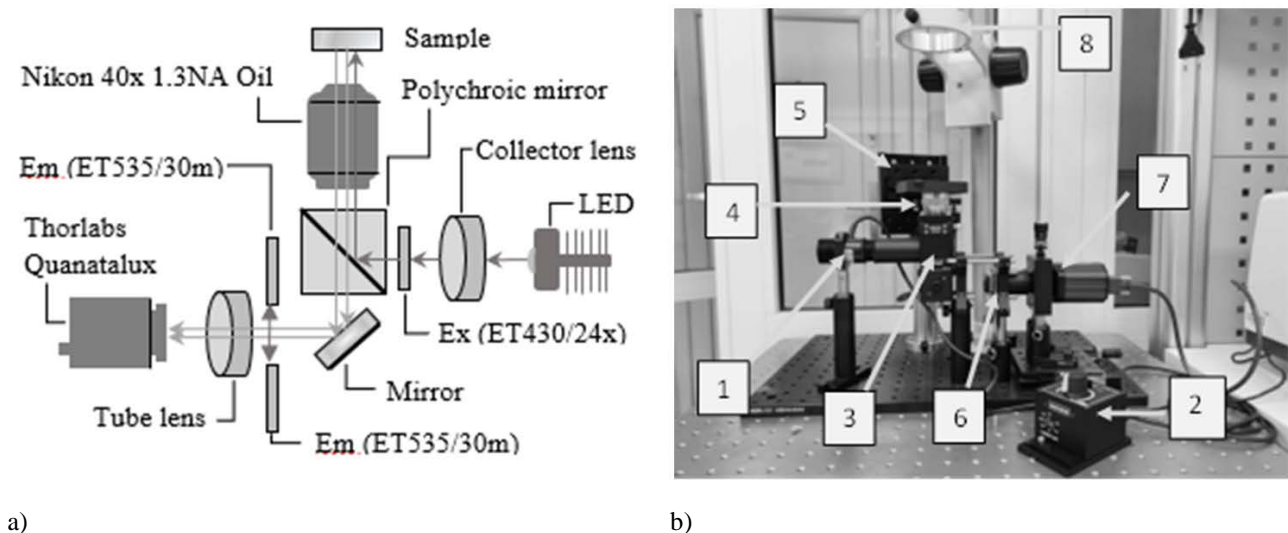 Sample
Nikon 40x 1.3NA Oil
Polychroic mirror
Em (ET535/30m)
Collector lens
LED
Thorlabs
Quanatalux
Ex (ET430/24x)
Mirror
Tube lens
Em (ET535/30m)
8
5
7
4
1
3
6
2
a)
b)